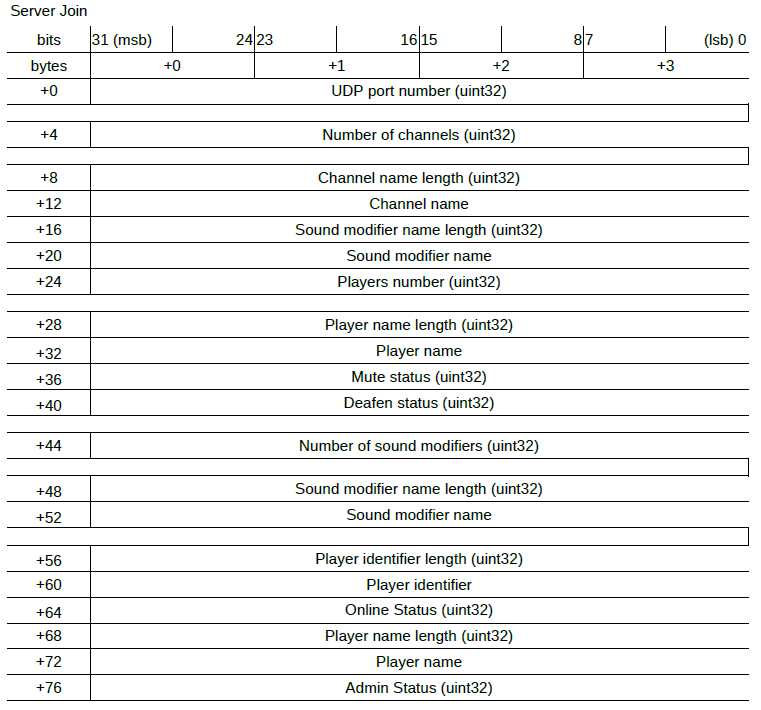 Server Join
bits 31 (msb) 24 23 16 15 8 7 (lsb) 0
bytes +0 +1 +2 +3
+0 UDP port number (uint32)
+4 Number of channels (uint32)
+8 Channel name length (uint32)
+12 Channel name
+16 Sound modifier name length (uint32)
+20 Sound modifier name
+24 Players number (uint32)
+28 Player name length (uint32)
+32 Player name
+36 Mute status (uint32)
+40 Deafen status (uint32)
+44 Number of sound modifiers (uint32)
+48 Sound modifier name length (uint32)
+52 Sound modifier name
+56 Player identifier length (uint32)
+60 Player identifier
+64 Online Status (uint32)
+68 Player name length (uint32)
+72 Player name
+76 Admin Status (uint32)